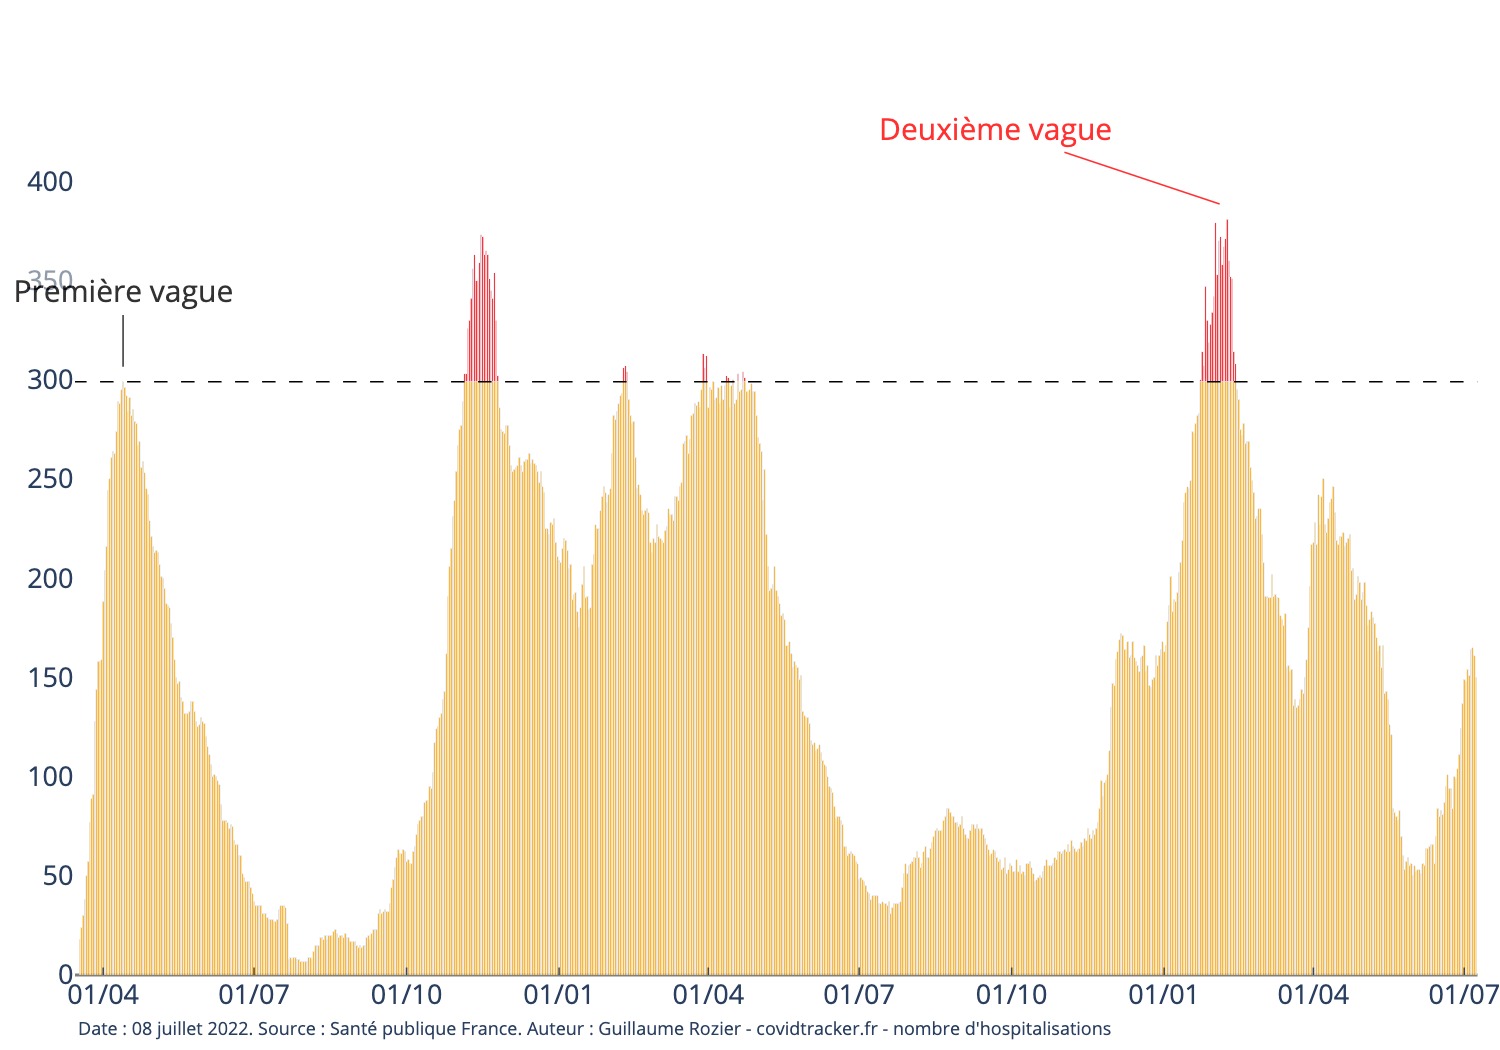 Deuxième vague
400
350
Première vague
300
250
200
150
100
50
0
01/04 01/07 01/10 01/01 01/04 01/07 01/10 01/01 01/04 01/07
Date : 08 juillet 2022. Source : Santé publique France. Auteur : Guillaume Rozier - covidtracker.fr - nombre d'hospitalisations